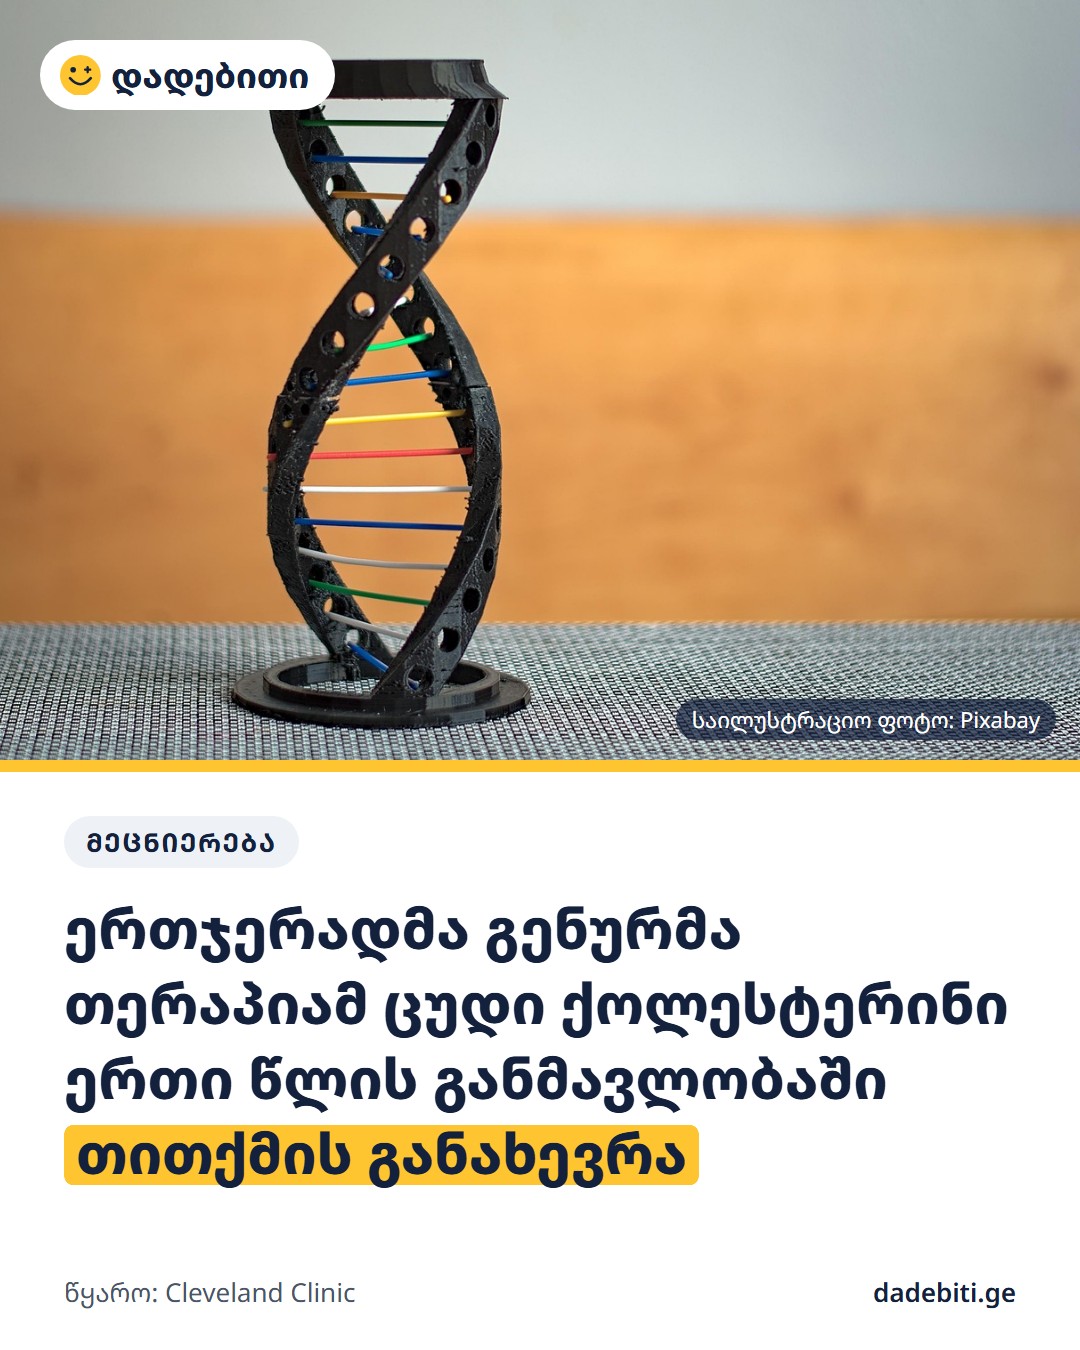 დადებითი
საილუსტრაციო ფოტო: Pixabay
მეცნიერება
ერთჯერადმა გენურმა
თერაპიამ ცუდი ქოლესტერინი
ერთი წლის განმავლობაში
თითქმის განახევრა
წყარო: Cleveland Clinic
dadebiti.ge